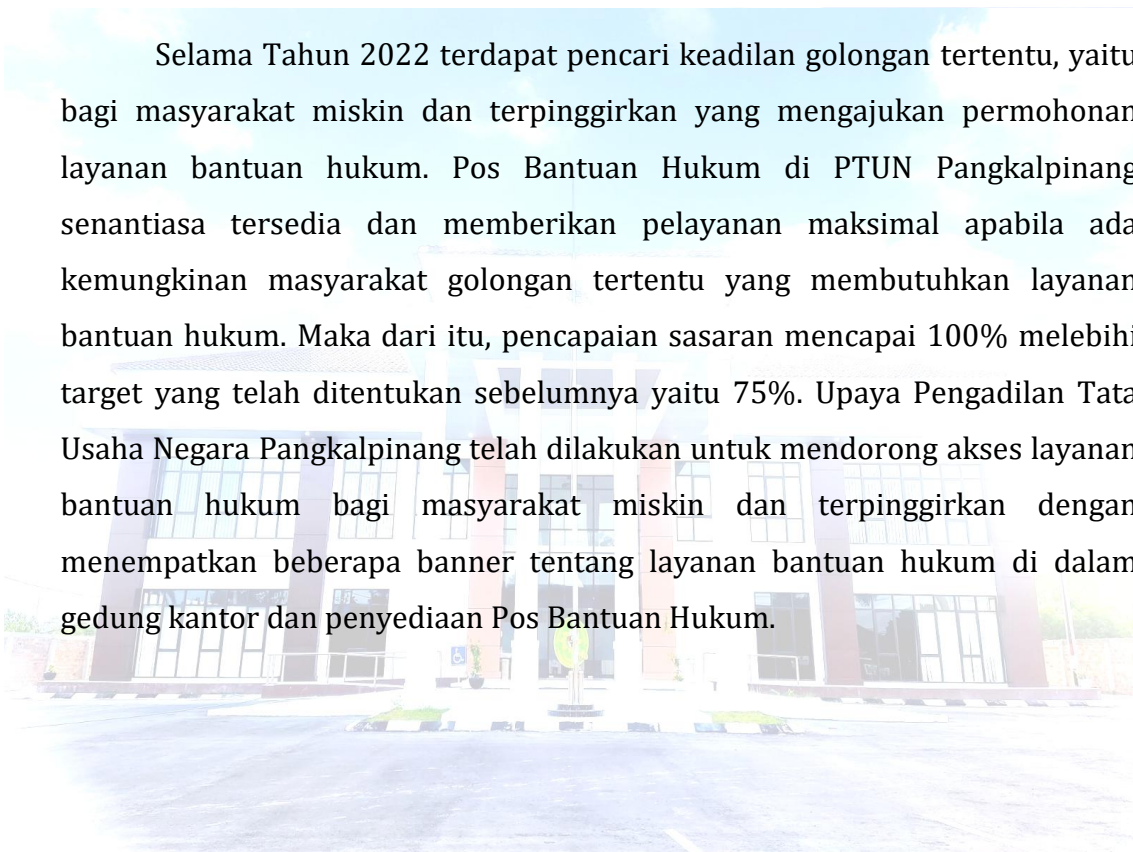 Selama Tahun 2022 terdapat pencari keadilan golongan tertentu, yaitu
bagi masyarakat miskin dan terpinggirkan yang mengajukan permohonan
layanan bantuan hukum. Pos Bantuan Hukum di PTUN Pangkalpinang
senantiasa tersedia dan memberikan pelayanan maksimal apabila ada
kemungkinan masyarakat golongan tertentu yang membutuhkan layanan
bantuan hukum. Maka dari itu, pencapaian sasaran mencapai 100% melebihi
target yang telah ditentukan sebelumnya yaitu 75%. Upaya Pengadilan Tata
Usaha Negara Pangkalpinang telah dilakukan untuk mendorong akses layanan
bantuan hukum bagi masyarakat miskin dan terpinggirkan dengan
menempatkan beberapa banner tentang layanan bantuan hukum di dalam
gedung kantor dan penyediaan Pos Bantuan Hukum.